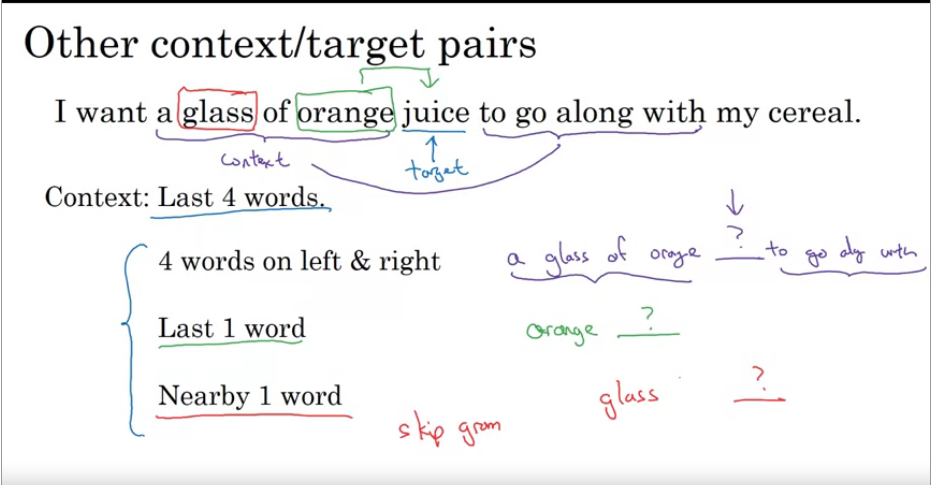 Other context/target pairs
I want a glass of orange juice to go along with my cereal.
context
target
Context: Last 4 words.
4 words on left & right
a glass of orange ? to go alg with
Last 1 word
orange ?
Nearby 1 word
glass ?
skip gram